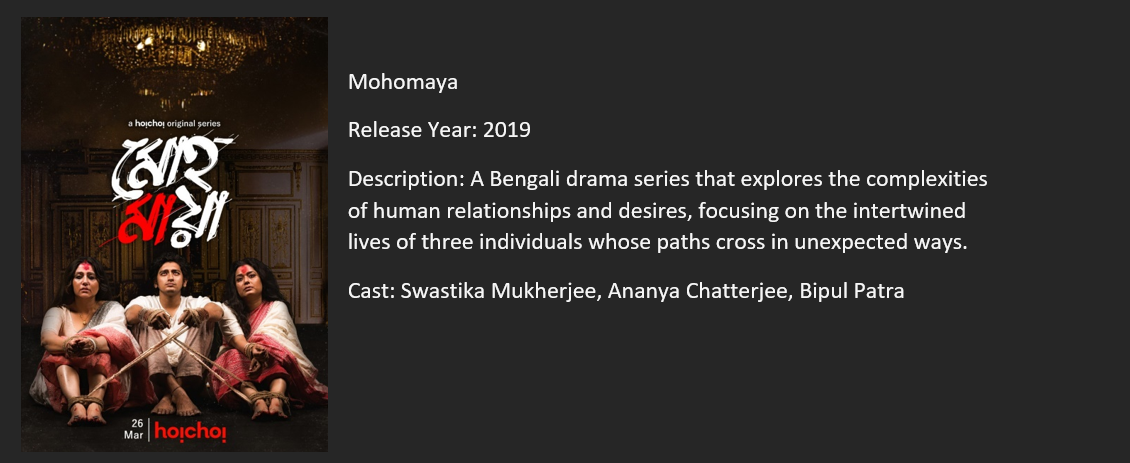 a hoichoi original series
মোহ
মায়া
26
Mar
hoichoi
Mohomaya
Release Year: 2019
Description: A Bengali drama series that explores the complexities
of human relationships and desires, focusing on the intertwined
lives of three individuals whose paths cross in unexpected ways.
Cast: Swastika Mukherjee, Ananya Chatterjee, Bipul Patra